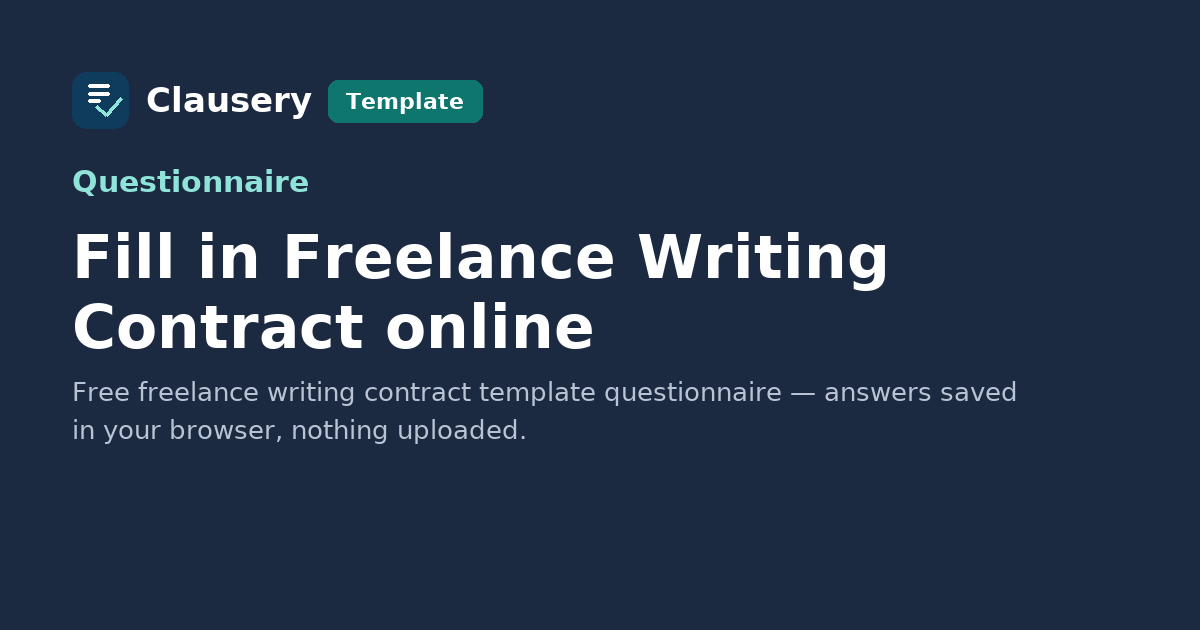 Clausery Template
Questionnaire
Fill in Freelance Writing
Contract online
Free freelance writing contract template questionnaire — answers saved
in your browser, nothing uploaded.